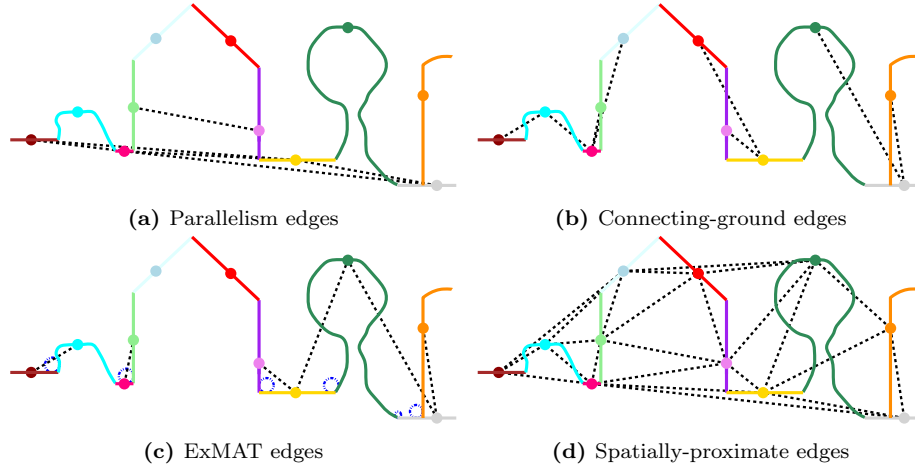 (a) Parallelism edges
(b) Connecting-ground edges
(c) ExMAT edges
(d) Spatially-proximate edges